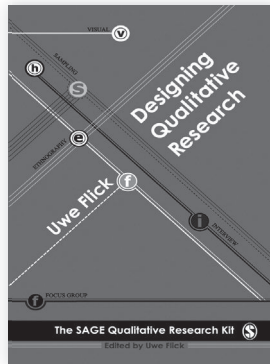 VISUAL
v
h
SAMPLING
S
Designing
Qualitative
Research
ETHNOGRAPHY
e
f
Uwe Flick
i
INTERVIEW
f
FOCUS GROUP
The SAGE Qualitative Research Kit
S
Edited by Uwe Flick